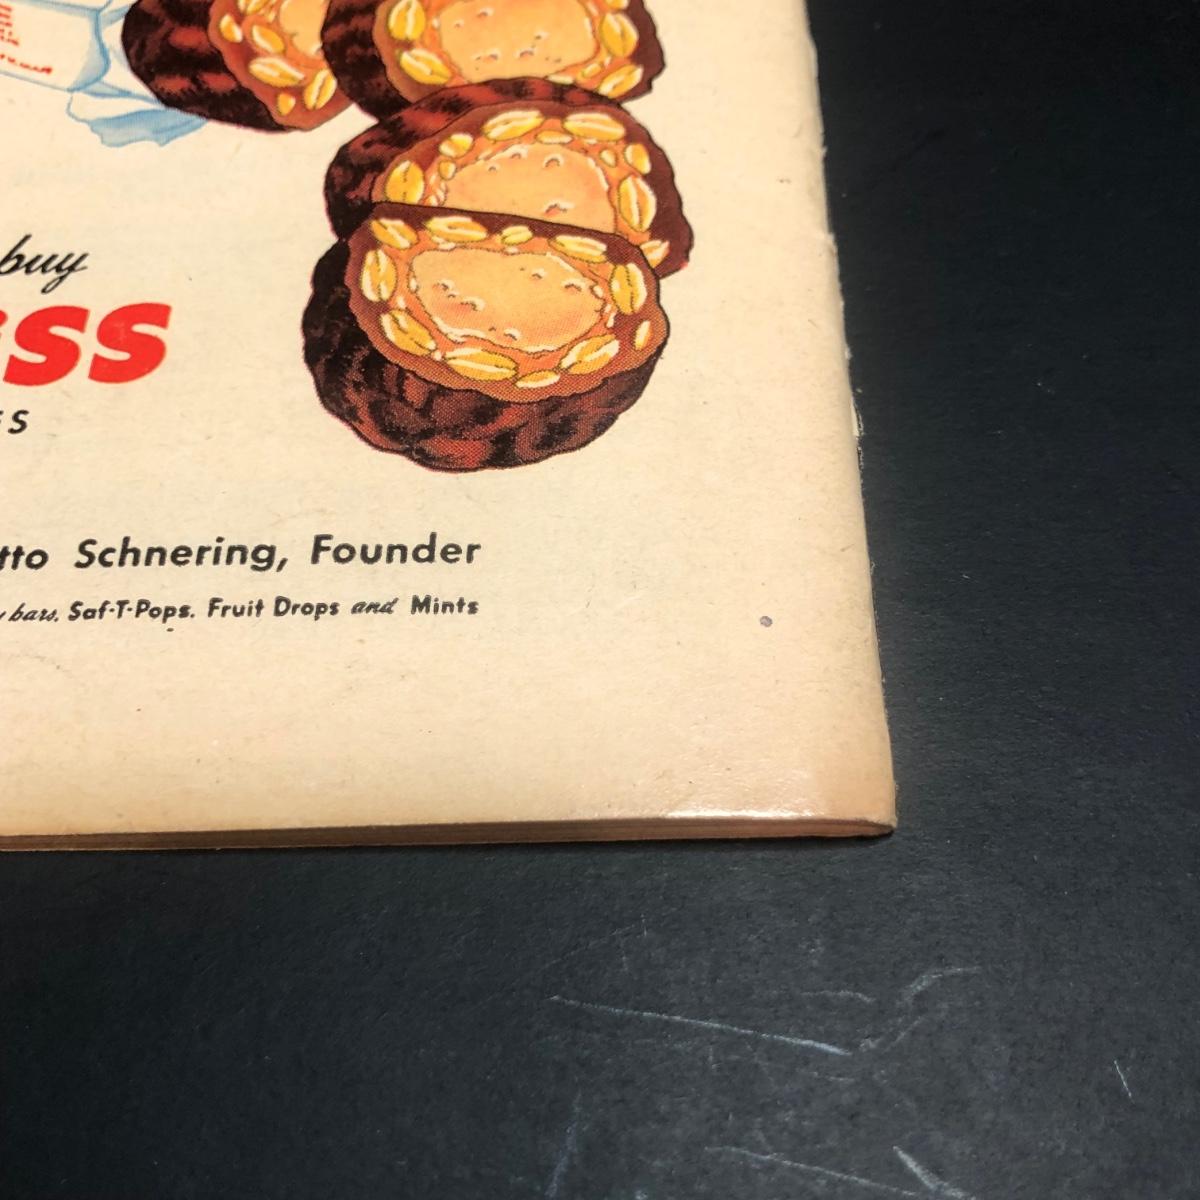 buy
ss
S
tto Schnering, Founder
bars. Saf-T-Pops. Fruit Drops and Mints